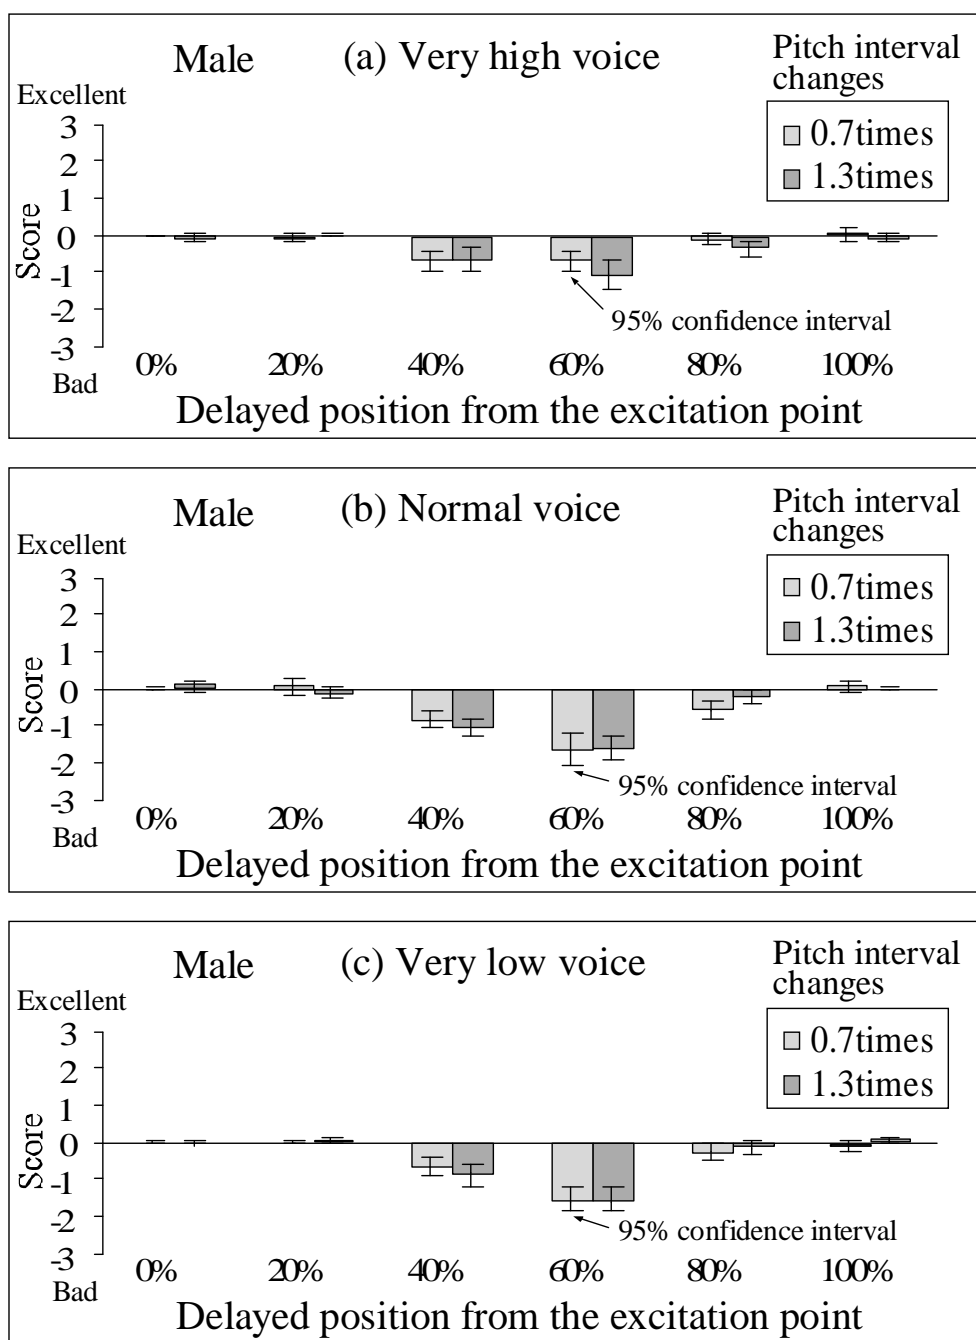 Male
(a) Very high voice
Pitch interval
changes
0.7times
1.3times
Excellent
3
2
1
0
-1
-2
-3
Bad
Score
95% confidence interval
0% 20% 40% 60% 80% 100%
Delayed position from the excitation point
Male
(b) Normal voice
Pitch interval
changes
0.7times
1.3times
Excellent
3
2
1
0
-1
-2
-3
Bad
Score
95% confidence interval
0% 20% 40% 60% 80% 100%
Delayed position from the excitation point
Male
(c) Very low voice
Pitch interval
changes
0.7times
1.3times
Excellent
3
2
1
0
-1
-2
-3
Bad
Score
95% confidence interval
0% 20% 40% 60% 80% 100%
Delayed position from the excitation point